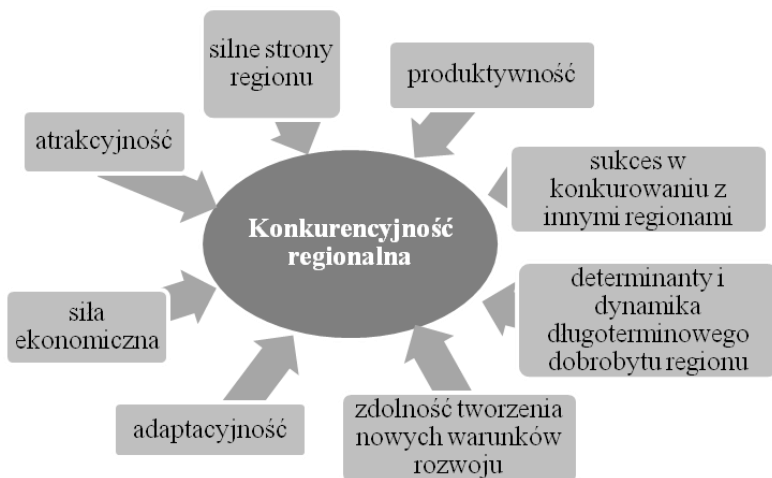 silne strony
regionu
produktywność
atrakcyjność
sukces w
konkurowaniu z
innymi regionami
Konkurencyjność
regionalna
siła
ekonomiczna
determinanty i
dynamika
długoterminowego
dobrobytu regionu
adaptacyjność
zdolność tworzenia
nowych warunków
rozwoju